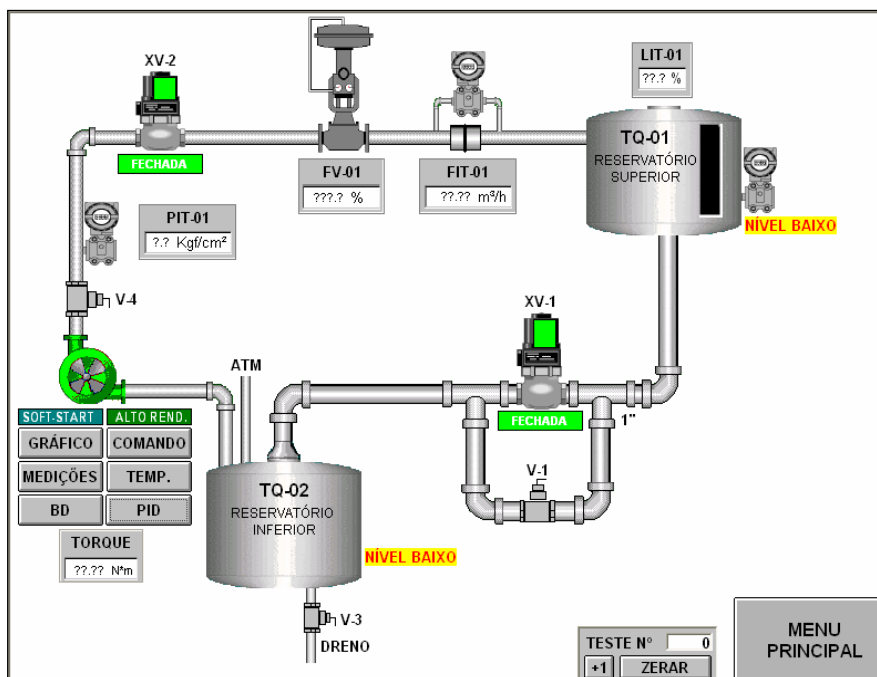 XV-2
FECHADA
FV-01
???.? %
FIT-01
??.?? m³/h
LIT-01
??.? %
TQ-01
RESERVATÓRIO
SUPERIOR
NÍVEL BAIXO
PIT-01
?.? Kgf/cm²
V-4
XV-1
FECHADA
1"
V-1
ATM
SOFT-START
ALTO REND.
GRÁFICO
COMANDO
MEDIÇÕES
TEMP.
BD
PID
TORQUE
??.?? N*m
TQ-02
RESERVATÓRIO
INFERIOR
NÍVEL BAIXO
V-3
DRENO
TESTE Nº 0
+1
ZERAR
MENU
PRINCIPAL